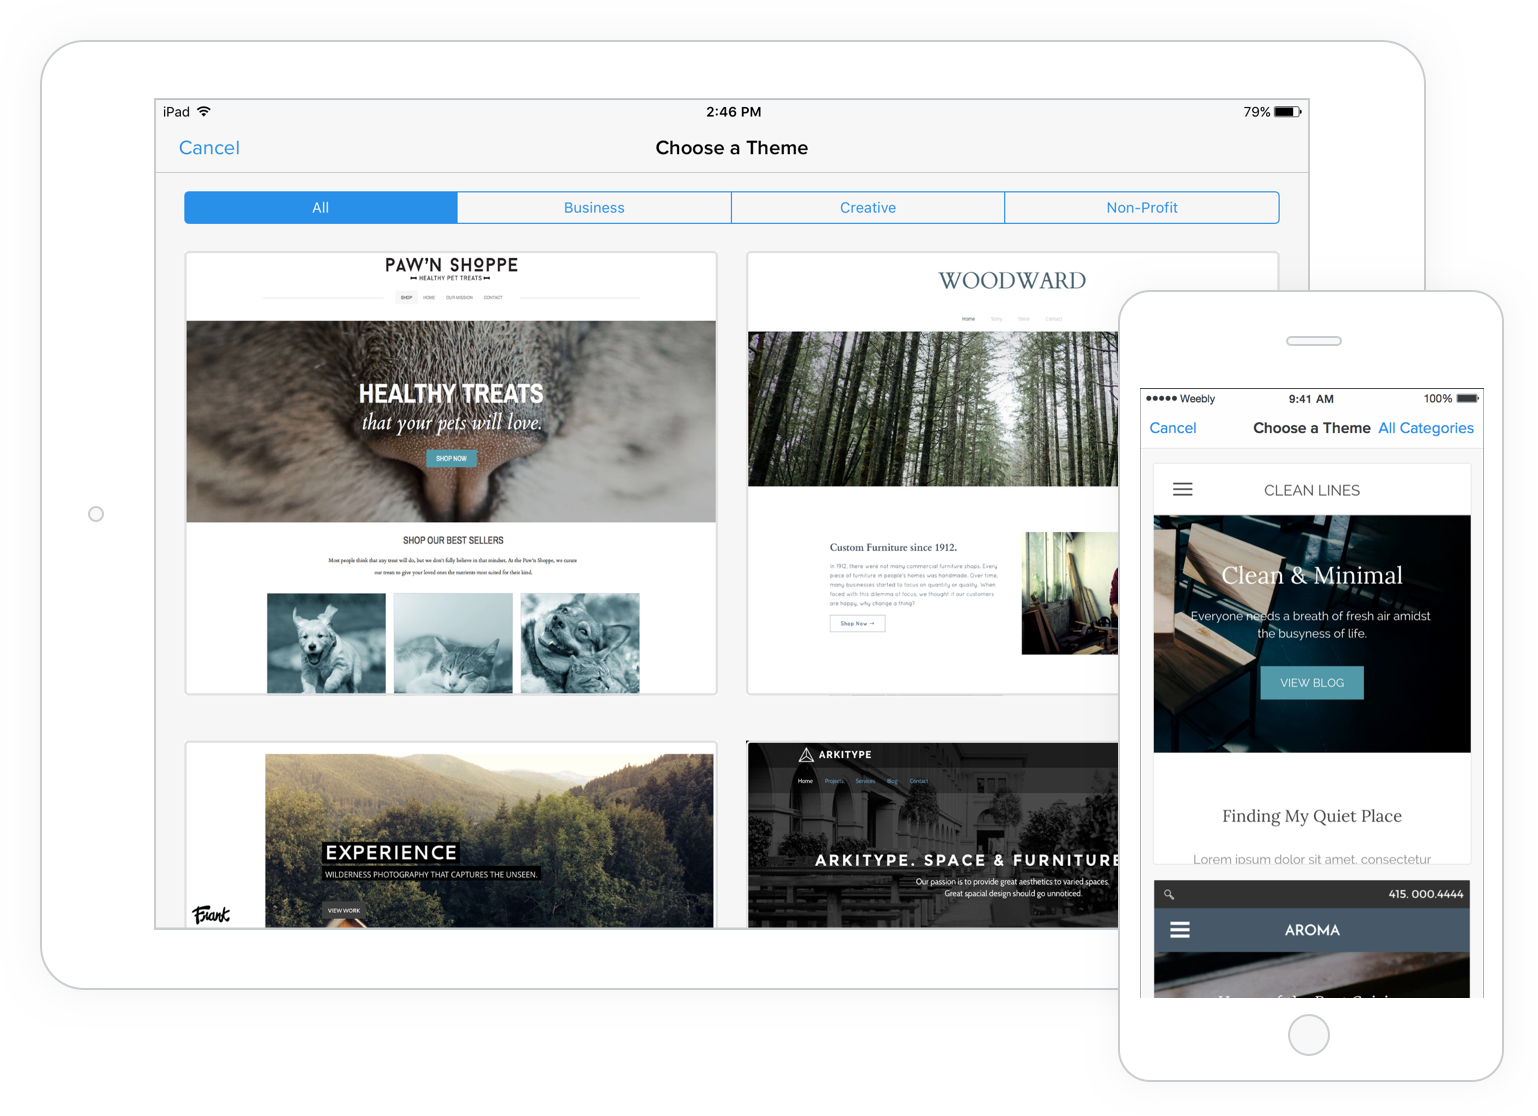 iPad
2:46 PM
79%
Cancel
Choose a Theme
All
Business
Creative
Non-Profit
PAW'N SHOPPE
HEALTHY PET TREATS
SHOP
HOME
OUR MISSION
CONTACT
HEALTHY TREATS
that your pets will love.
SHOP NOW
SHOP OUR BEST SELLERS
Most people think that any treat will do, but we don't fully believe in that mindset. At the Paw'n Shoppe, we curate
our treats to give your loved ones the nutrients most suited for their kind.
WOODWARD
Home
Contact
Custom Furniture since 1912.
In 1912, there were not many commercial furniture shops. Every
piece of furniture in people's homes was handmade. Over time,
many businesses started to focus on quantity or quality. When
faced with this dilemma of focus, we thought it our customers
are happy, why change a thing?
Shop Now →
EXPERIENCE
WILDERNESS PHOTOGRAPHY THAT CAPTURES THE UNSEEN.
VIEW WORK
Frank
ARKITYPE
Home
Projects
Services
Blog
Contact
ARKITYPE. SPACE & FURNITURE
Our passion is to provide great aesthetics to varied spaces.
Great spacial design should go unnoticed.
Weebly
9:41 AM
100%
Cancel
Choose a Theme
All Categories
CLEAN LINES
Clean & Minimal
Everyone needs a breath of fresh air amidst
the busyness of life.
VIEW BLOG
Finding My Quiet Place
Lorem ipsum dolor sit amet, consectetur
415. 000.4444
AROMA